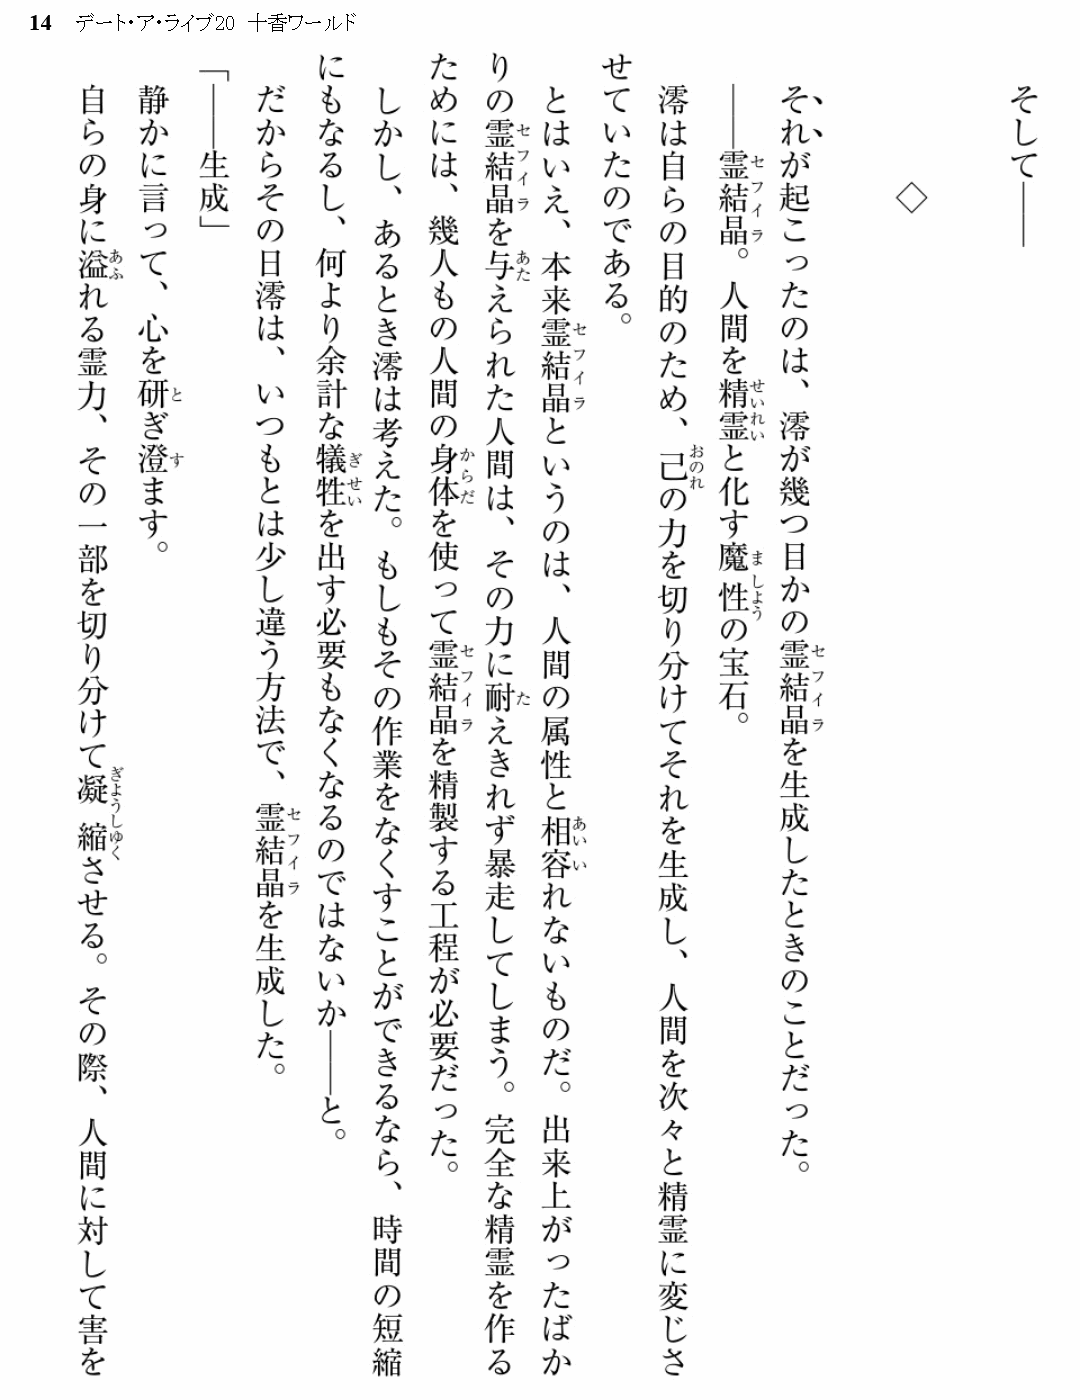 14 デート・ア・ライブ20 十香ワールド
そして――
◇
それが起こったのは、澪が幾つ目かの霊結晶を生成したときのことだった。
――霊結晶。人間を精霊と化す魔性の宝石。
澪は自らの目的のため、己の力を切り分けてそれを生成し、人間を次々と精霊に変じさ
せていたのである。
とはいえ、本来霊結晶というのは、人間の属性と相容れないものだ。出来上がったばか
りの霊結晶を与えられた人間は、その力に耐えきれず暴走してしまう。完全な精霊を作る
ためには、幾人もの人間の身体を使って霊結晶を精製する工程が必要だった。
しかし、あるとき澪は考えた。もしもその作業をなくすことができるなら、時間の短縮
にもなるし、何より余計な犠牲を出す必要もなくなるのではないか――と。
だからその日澪は、いつもとは少し違う方法で、霊結晶を生成した。
「――生成」
静かに言って、心を研ぎ澄ます。
自らの身に溢れる霊力、その一部を切り分けて凝縮させる。その際、人間に対して害を